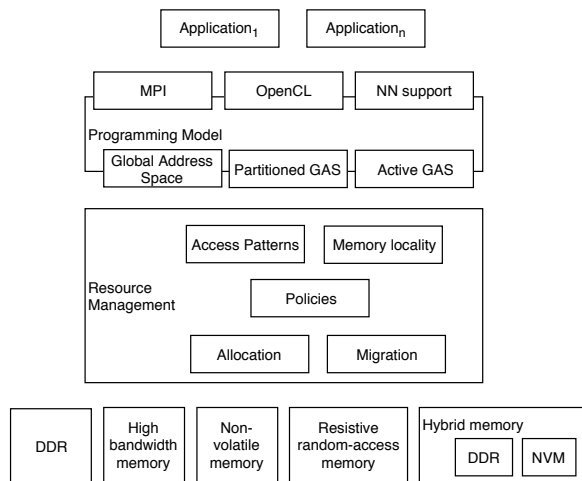 Application1 Applicationn
MPI OpenCL NN support
Programming Model
Global Address
Space
Partitioned GAS Active GAS
Access Patterns Memory locality
Resource
Management
Policies
Allocation Migration
DDR
High
bandwidth
memory
Non-
volatile
memory
Resistive
random-access
memory
Hybrid memory
DDR NVM